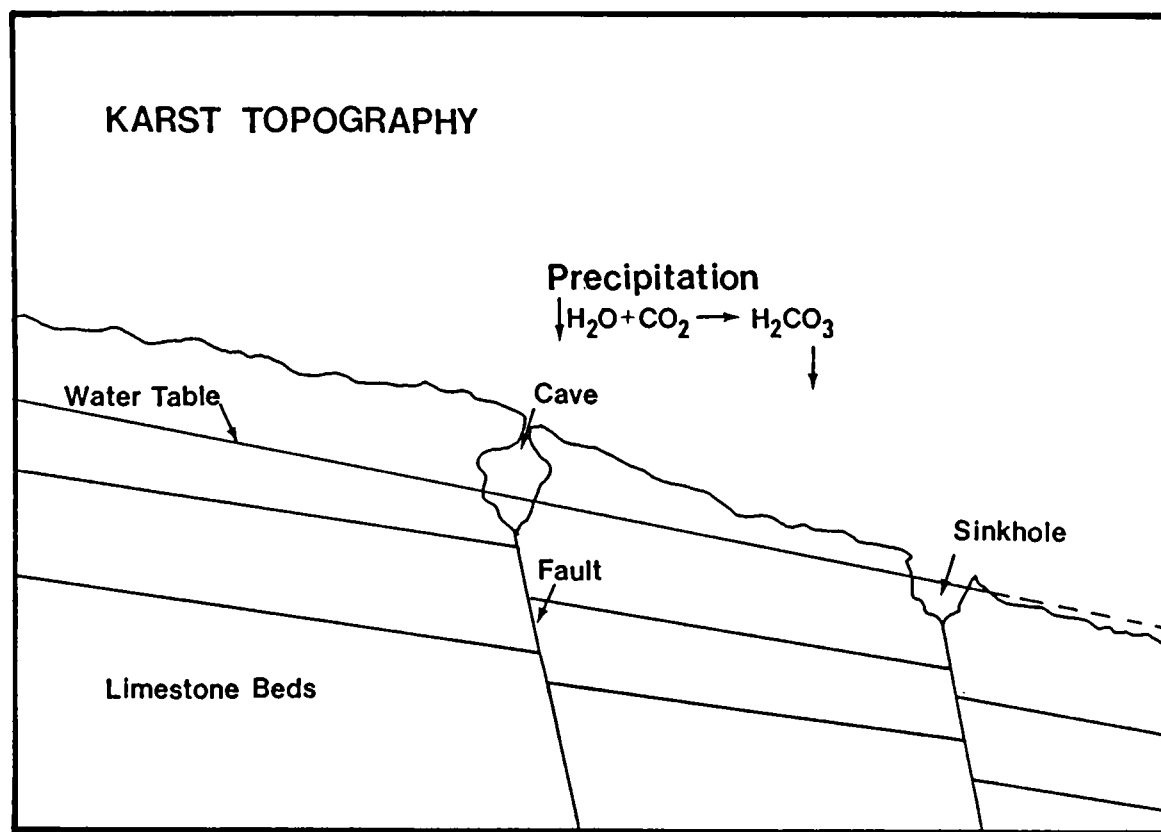 KARST TOPOGRAPHY
Precipitation
↓H₂O+CO₂→H₂CO₃
↓
Water Table
Cave
Sinkhole
Fault
Limestone Beds